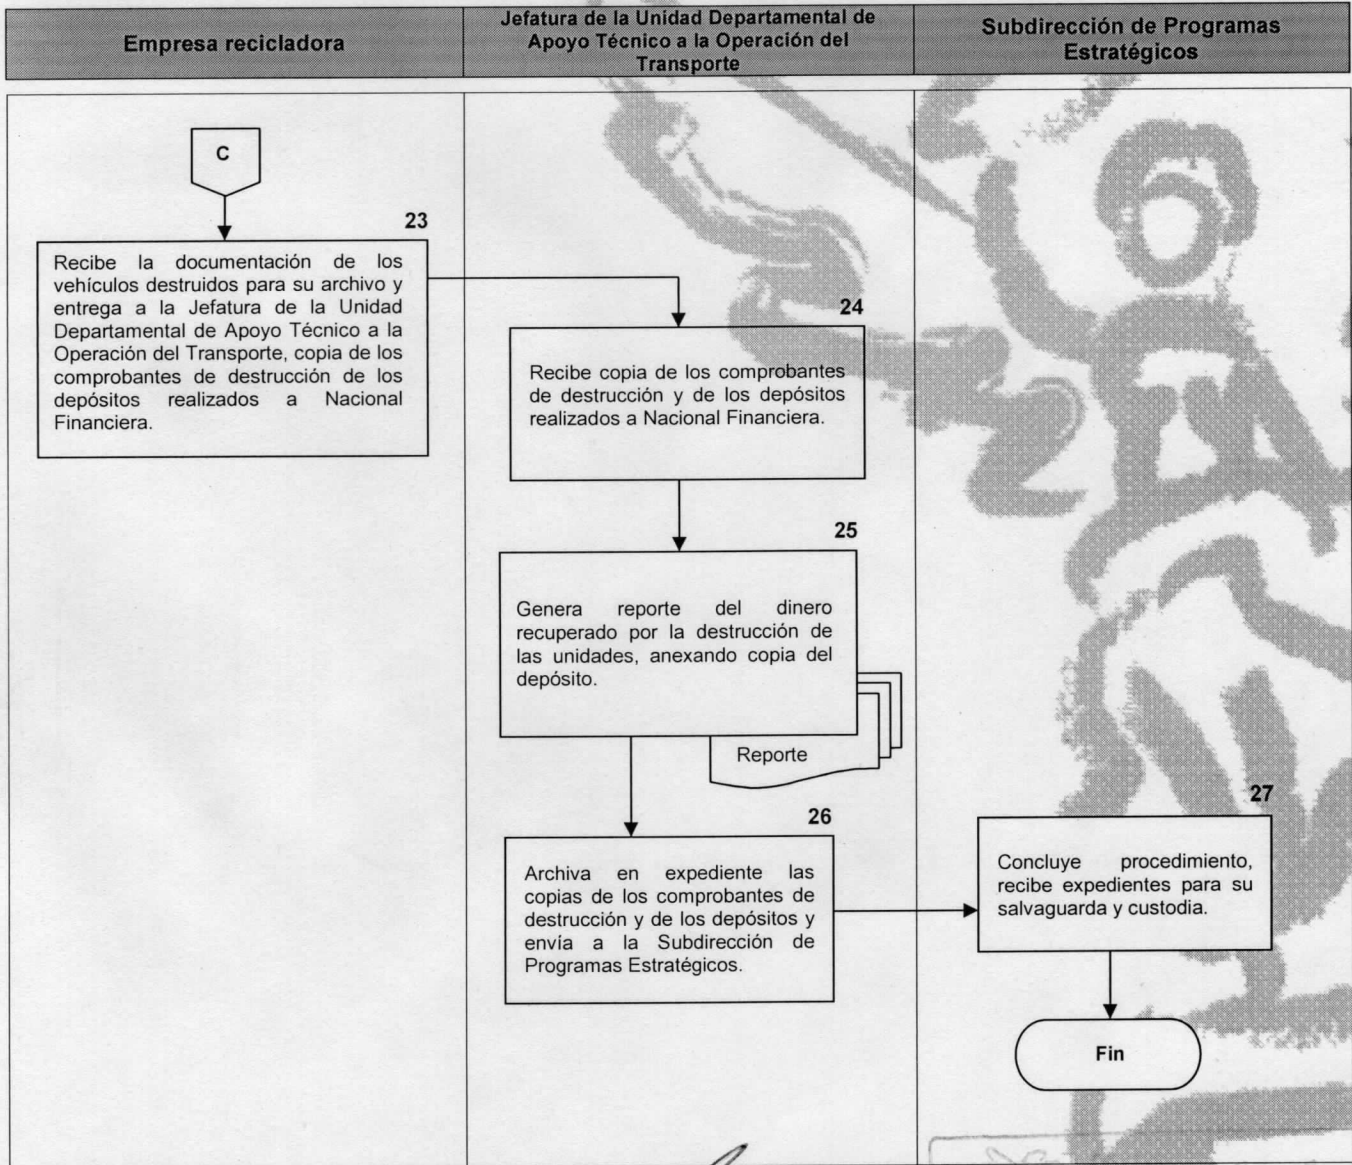 Empresa recicladora
Jefatura de la Unidad Departamental de
Apoyo Técnico a la Operación del
Transporte
Subdirección de Programas
Estratégicos
C
23
Recibe la documentación de los
vehículos destruidos para su archivo y
entrega a la Jefatura de la Unidad
Departamental de Apoyo Técnico a la
Operación del Transporte, copia de los
comprobantes de destrucción de los
depósitos realizados a Nacional
Financiera.
24
Recibe copia de los comprobantes
de destrucción y de los depósitos
realizados a Nacional Financiera.
25
Genera reporte del dinero
recuperado por la destrucción de
las unidades, anexando copia del
depósito.
Reporte
26
Archiva en expediente las
copias de los comprobantes de
destrucción y de los depósitos y
envía a la Subdirección de
Programas Estratégicos.
27
Concluye procedimiento,
recibe expedientes para su
salvaguarda y custodia.
Fin